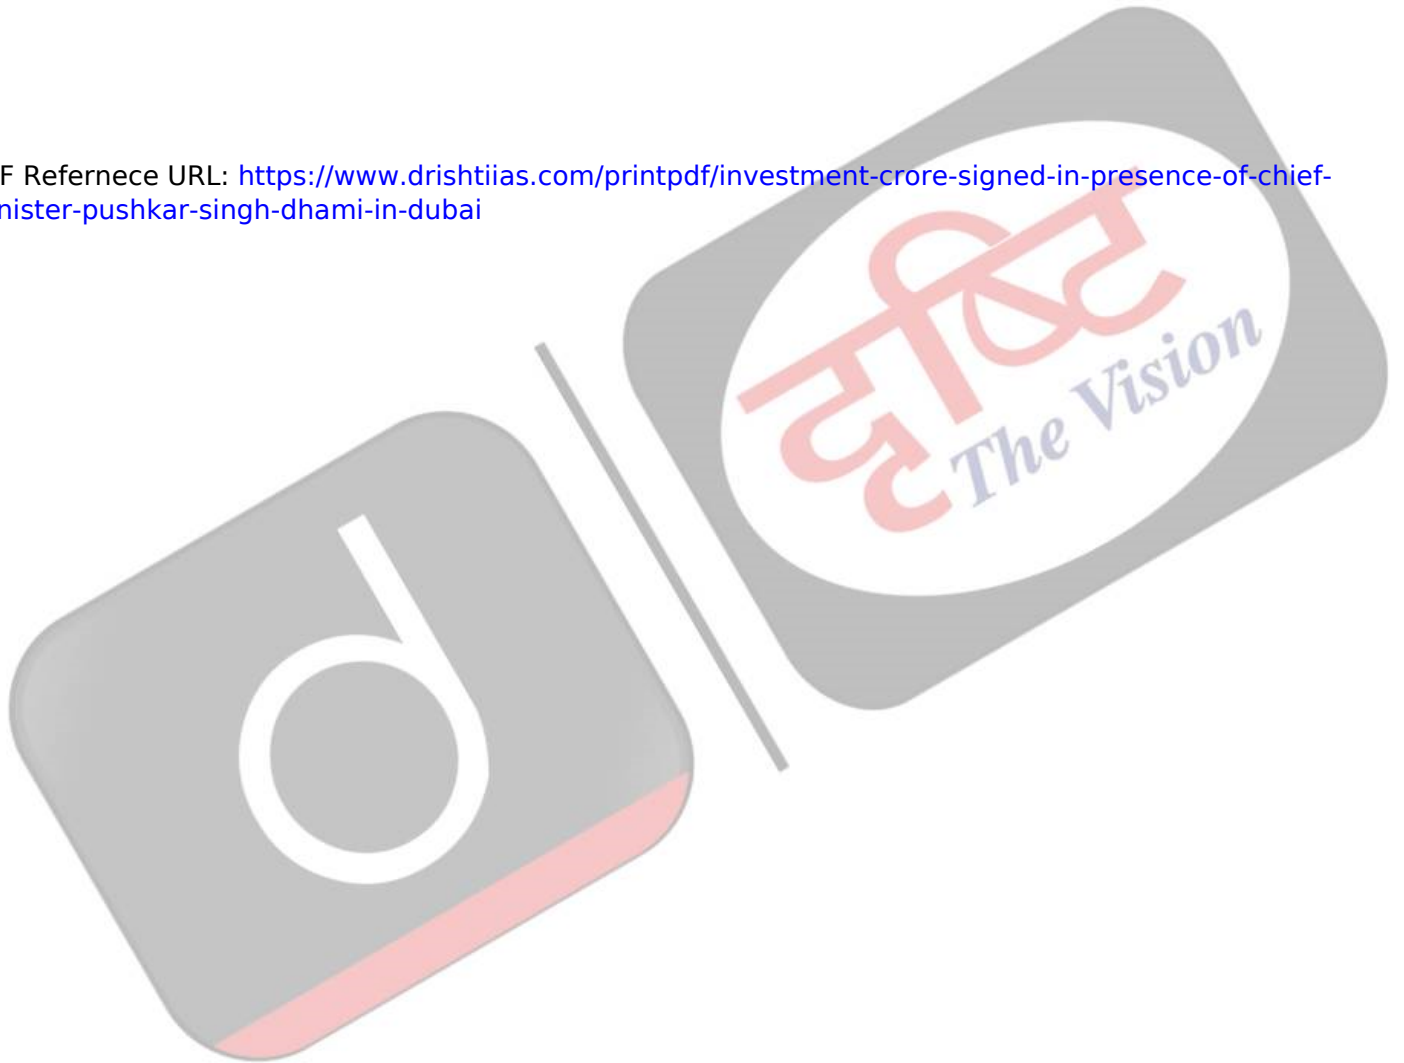 F Refernece URL: https://www.drishtiias.com/printpdf/investment-crore-signed-in-presence-of-chief-
nister-pushkar-singh-dhami-in-dubai
दृष्टि
The Vision
d